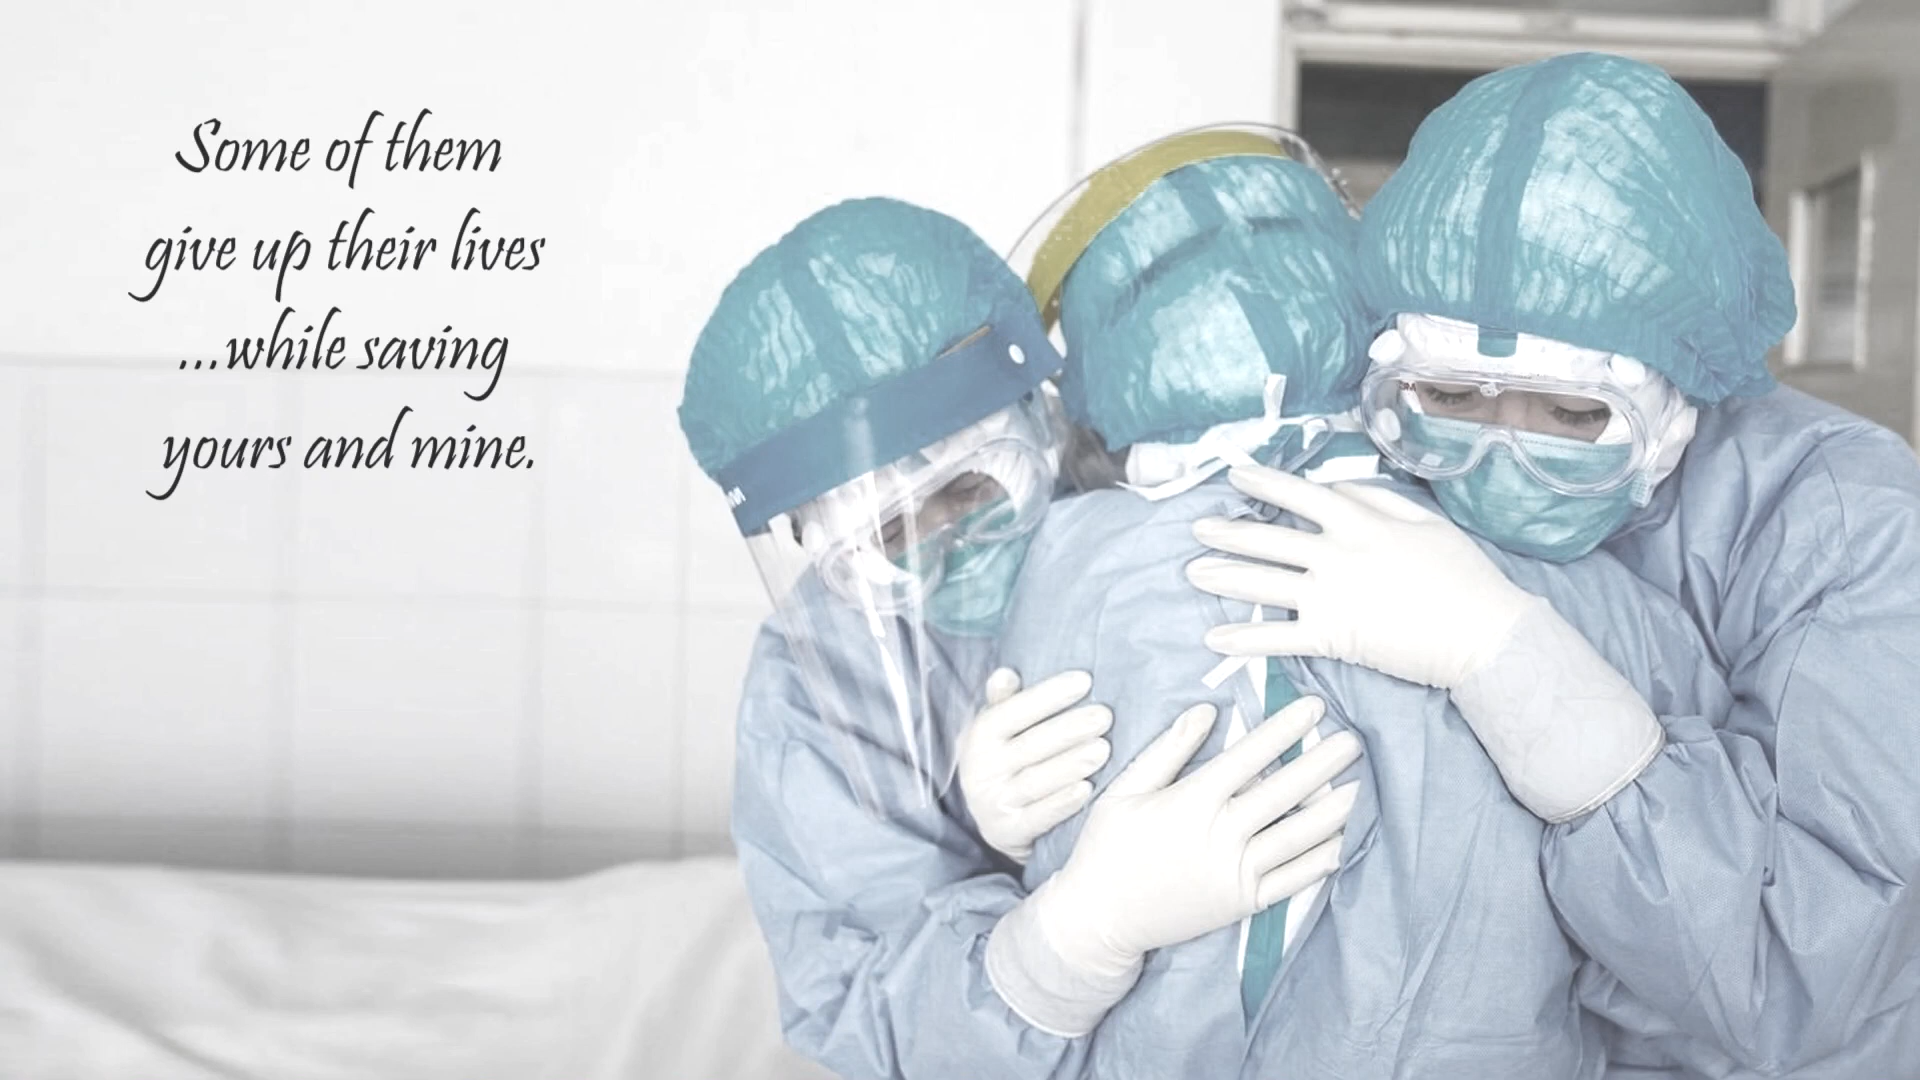 Some of them
give up their lives
...while saving
yours and mine.